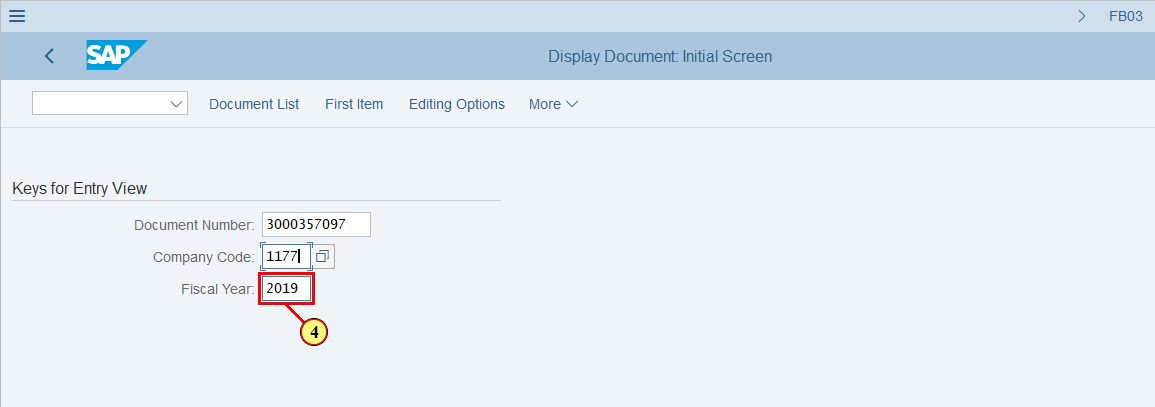 FB03
SAP Display Document: Initial Screen
Document List First Item Editing Options More
Keys for Entry View
Document Number: 3000357097
Company Code: 1177
Fiscal Year: 2019
4